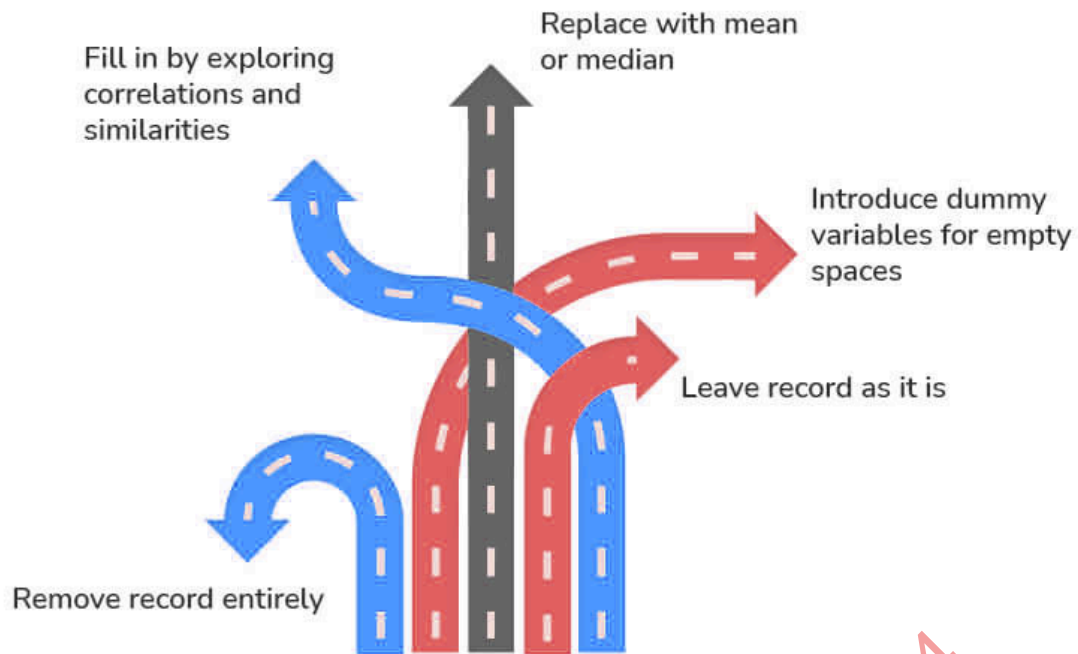 Replace with mean
or median
Fill in by exploring
correlations and
similarities
Introduce dummy
variables for empty
spaces
Leave record as it is
Remove record entirely